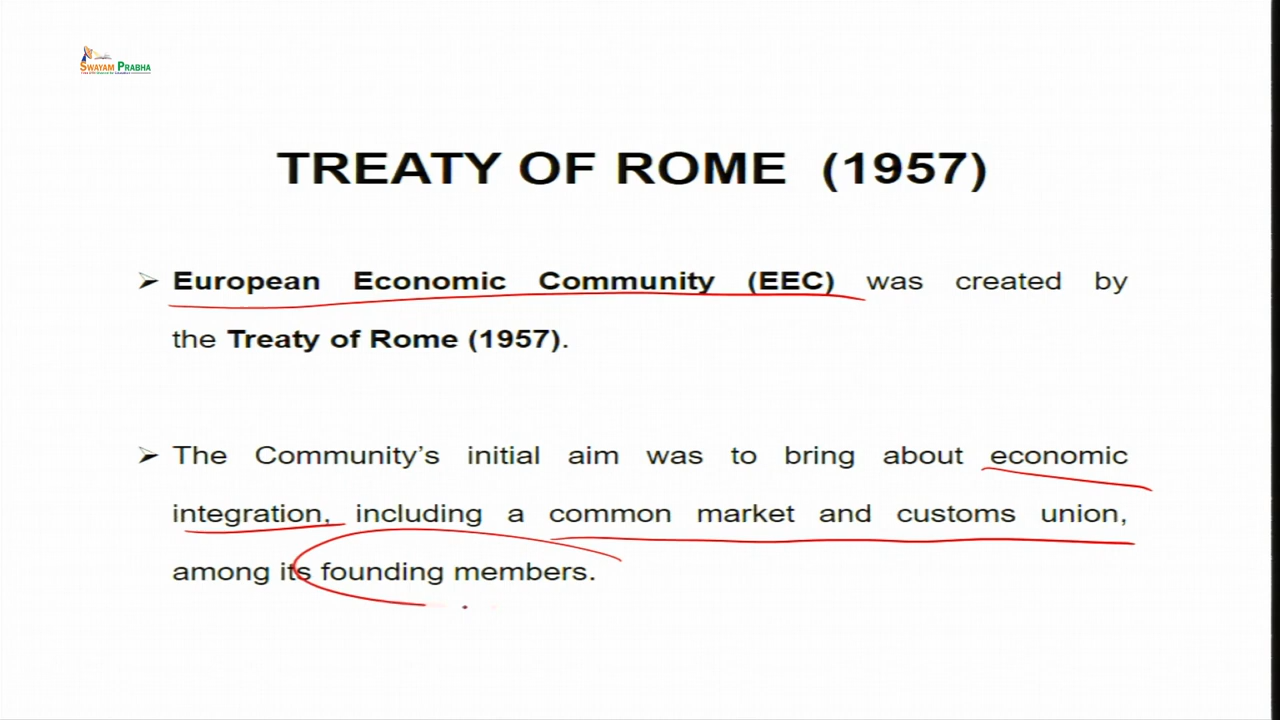 SWAYAM PRABHA
TREATY OF ROME (1957)
➢ European Economic Community (EEC) was created by
the Treaty of Rome (1957).
➢ The Community's initial aim was to bring about economic
integration, including a common market and customs union,
among its founding members.